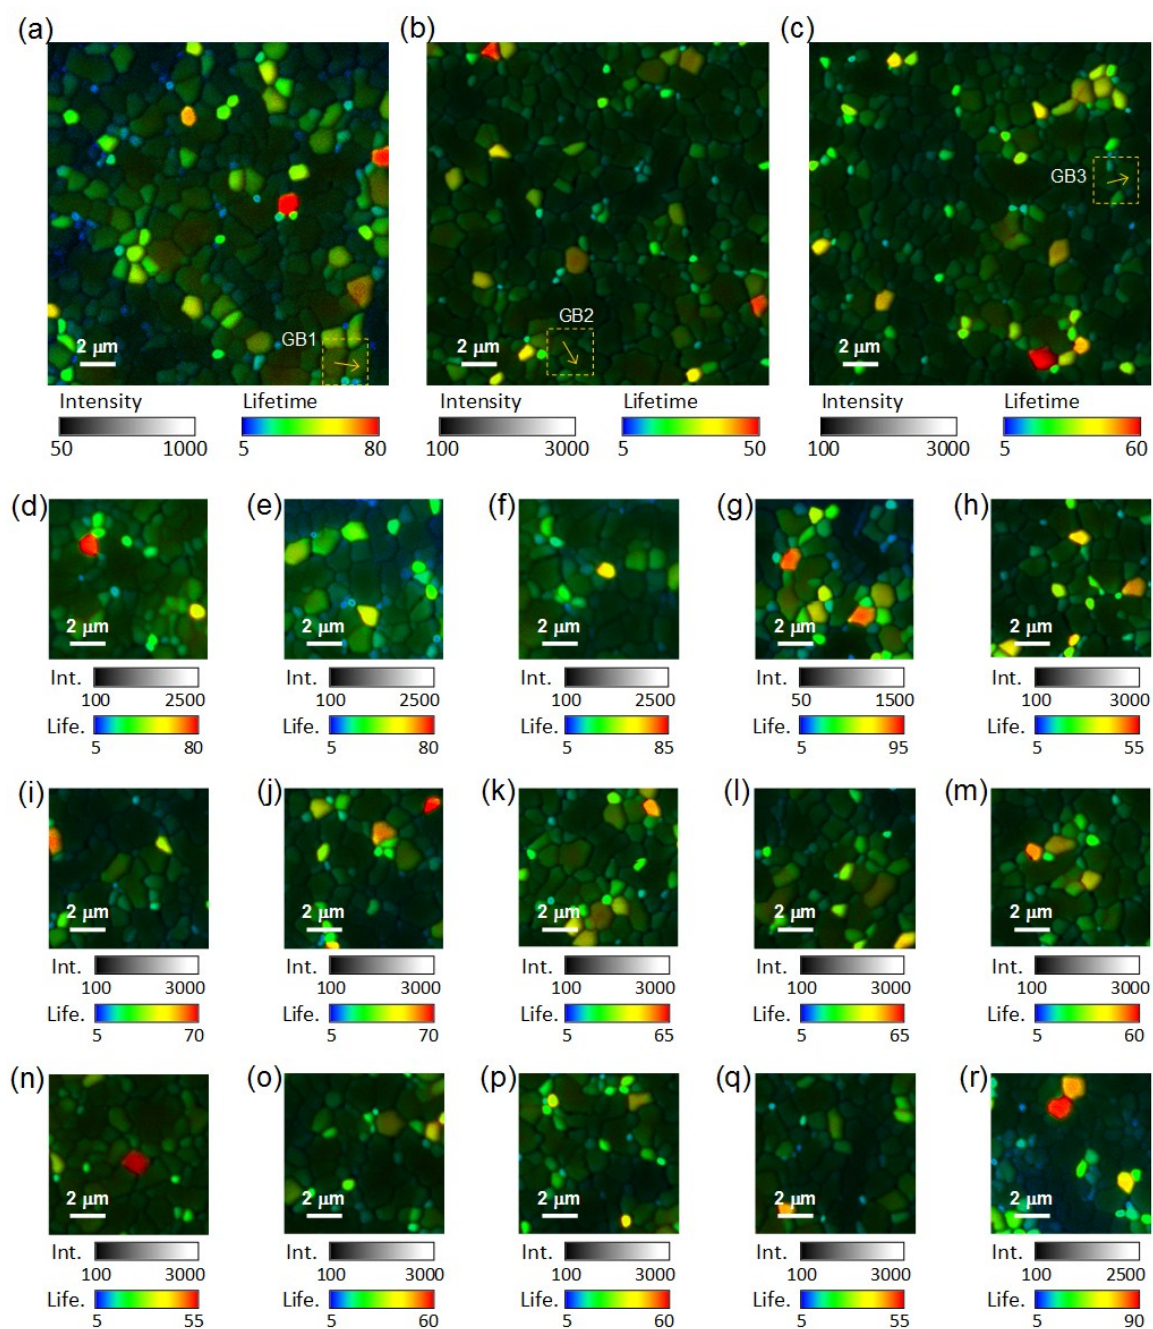 (a) (b) (c)
GB1 GB2 GB3
2 μm 2 μm 2 μm
Intensity Lifetime Intensity Lifetime Intensity Lifetime
50 1000 5 80 100 3000 5 50 100 3000 5 60
(d) (e) (f) (g) (h)
2 μm 2 μm 2 μm 2 μm 2 μm
Int. Int. Int. Int. Int.
100 2500 100 2500 100 2500 50 1500 100 3000
Life. Life. Life. Life. Life.
5 80 5 80 5 85 5 95 5 55
(i) (j) (k) (l) (m)
2 μm 2 μm 2 μm 2 μm 2 μm
Int. Int. Int. Int. Int.
100 3000 100 3000 100 3000 100 3000 100 3000
Life. Life. Life. Life. Life.
5 70 5 70 5 65 5 65 5 60
(n) (o) (p) (q) (r)
2 μm 2 μm 2 μm 2 μm 2 μm
Int. Int. Int. Int. Int.
100 3000 100 3000 100 3000 100 3000 100 2500
Life. Life. Life. Life. Life.
5 55 5 60 5 60 5 55 5 90